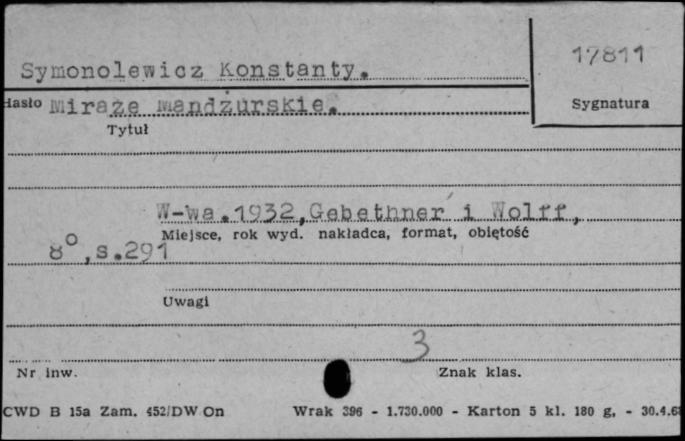 17811
Symonolewicz Konstanty.
Hasło Miraże Mandżurskie. Sygnatura
Tytuł
W-wa.1932,Gebethner i Wolff,
Miejsce, rok wyd. nakładca, format, obiętość
8°,s.291
Uwagi
3
Nr inw. Znak klas.
CWD B 15a Zam. 452/DW On Wrak 396 - 1.730.000 - Karton 5 kl. 180 g, - 30.4.68